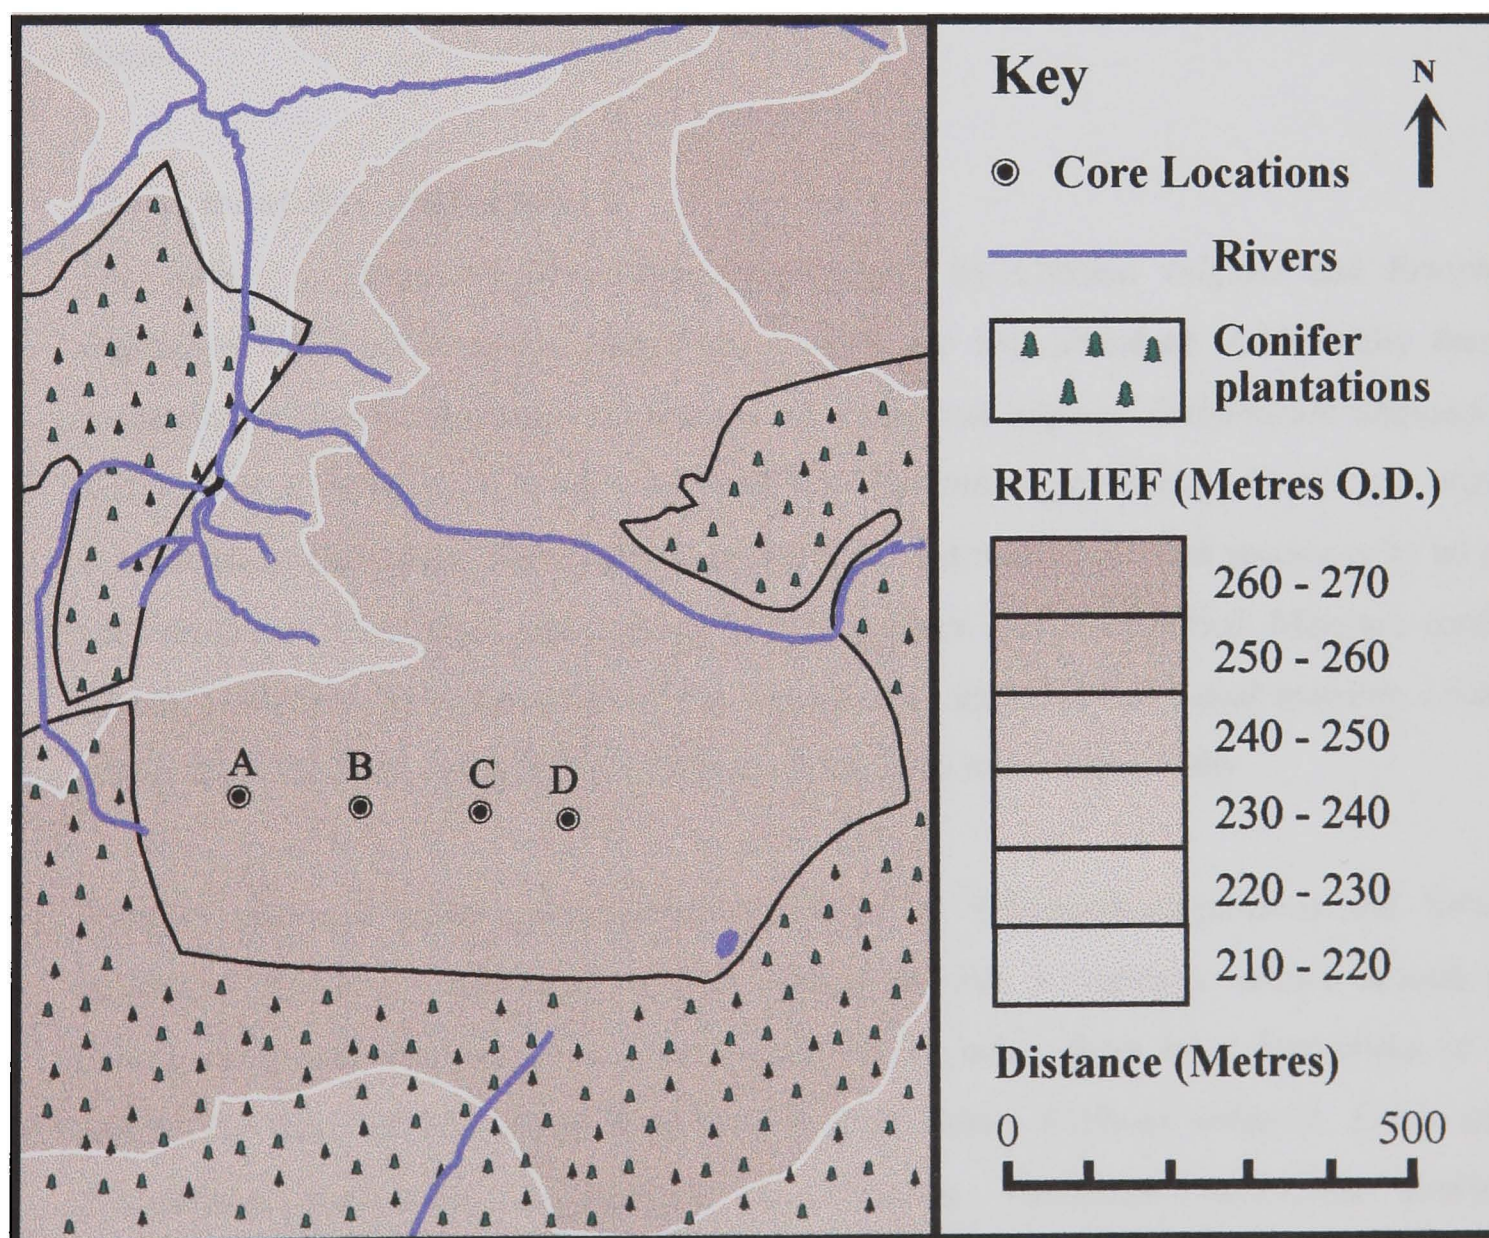 A
B
C
D
Key
N
Core Locations
Rivers
Conifer
plantations
RELIEF (Metres O.D.)
260 - 270
250 - 260
240 - 250
230 - 240
220 - 230
210 - 220
Distance (Metres)
0 500